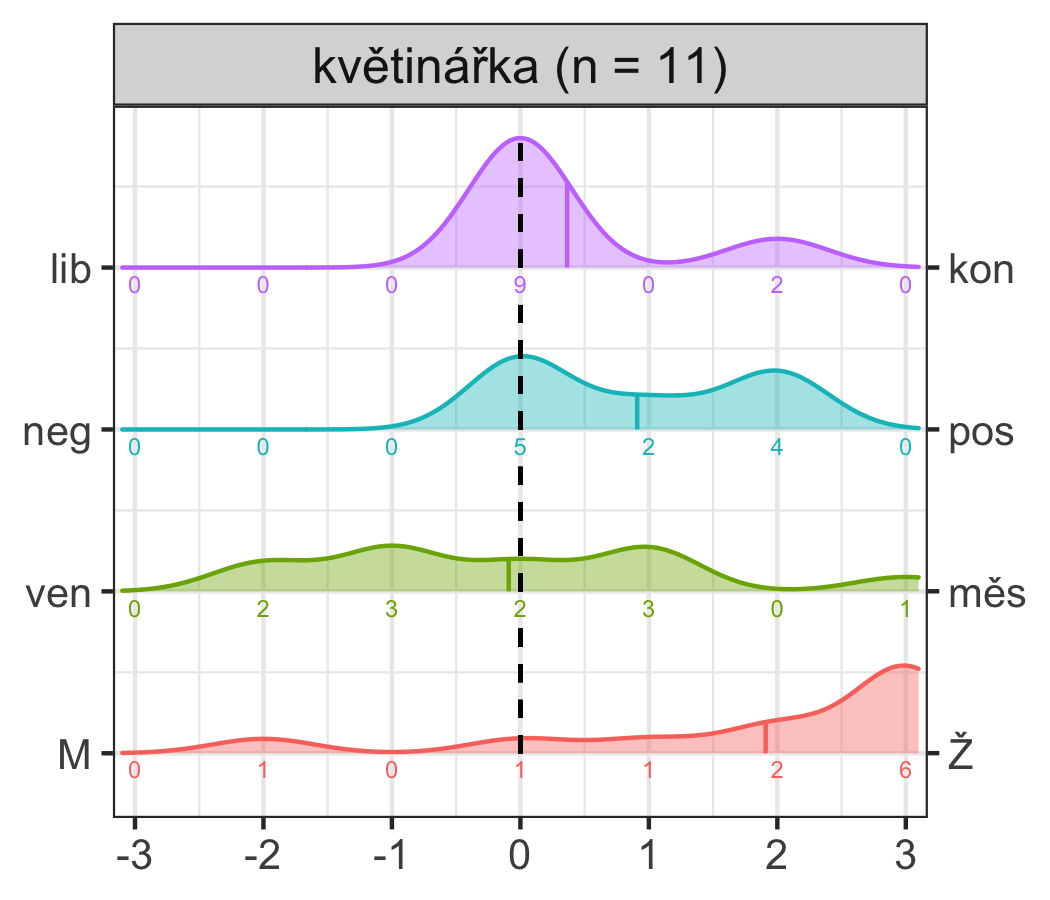 květinářka (n = 11)
lib kon
0 0 0 9 0 2 0
neg pos
0 0 0 5 2 4 0
ven měs
0 2 3 2 3 0 1
M Ž
0 1 0 1 1 2 6
-3 -2 -1 0 1 2 3